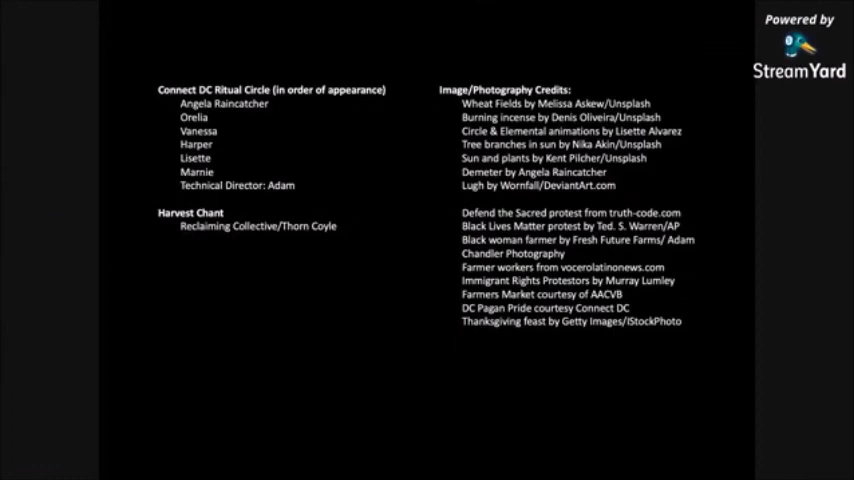 Powered by
StreamYard
Connect DC Ritual Circle (in order of appearance)
Angela Raincatcher
Orelia
Vanessa
Harper
Lisette
Marnie
Technical Director: Adam
Harvest Chant
Reclaiming Collective/Thorn Coyle
Image/Photography Credits:
Wheat Fields by Melissa Askew/Unsplash
Burning incense by Denis Oliveira/Unsplash
Circle & Elemental animations by Lisette Alvarez
Tree branches in sun by Nika Akin/Unsplash
Sun and plants by Kent Pilcher/Unsplash
Demeter by Angela Raincatcher
Lugh by Wornfall/DeviantArt.com
Defend the Sacred protest from truth-code.com
Black Lives Matter protest by Ted. S. Warren/AP
Black woman farmer by Fresh Future Farms/ Adam
Chandler Photography
Farmer workers from vocerolatinonews.com
Immigrant Rights Protestors by Murray Lumley
Farmers Market courtesy of AACVB
DC Pagan Pride courtesy Connect DC
Thanksgiving feast by Getty Images/IStockPhoto